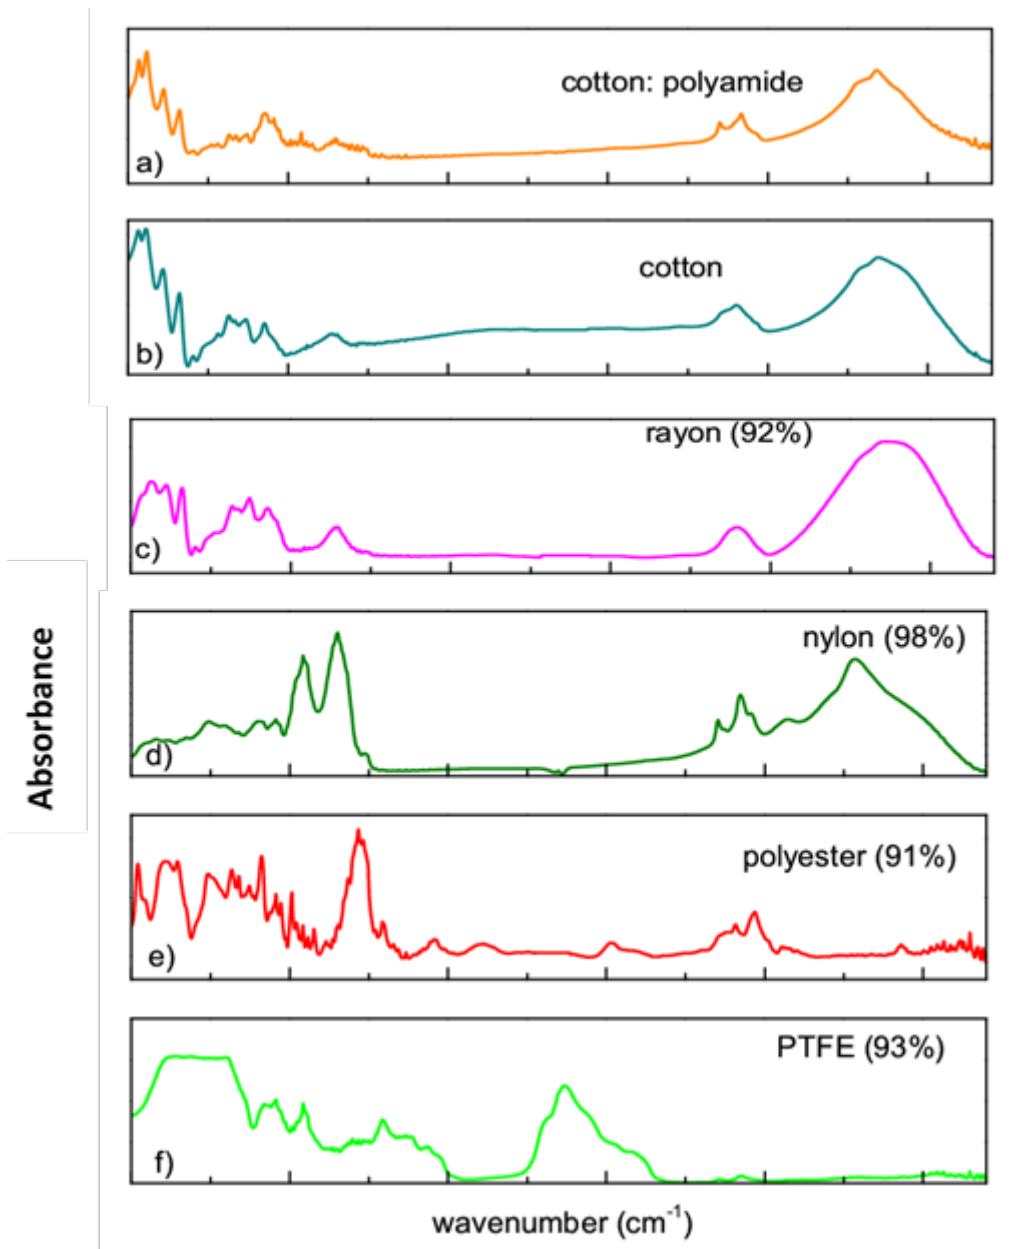 cotton: polyamide
a)
cotton
b)
rayon (92%)
c)
nylon (98%)
d)
Absorbance
polyester (91%)
e)
PTFE (93%)
f)
wavenumber (cm⁻¹)